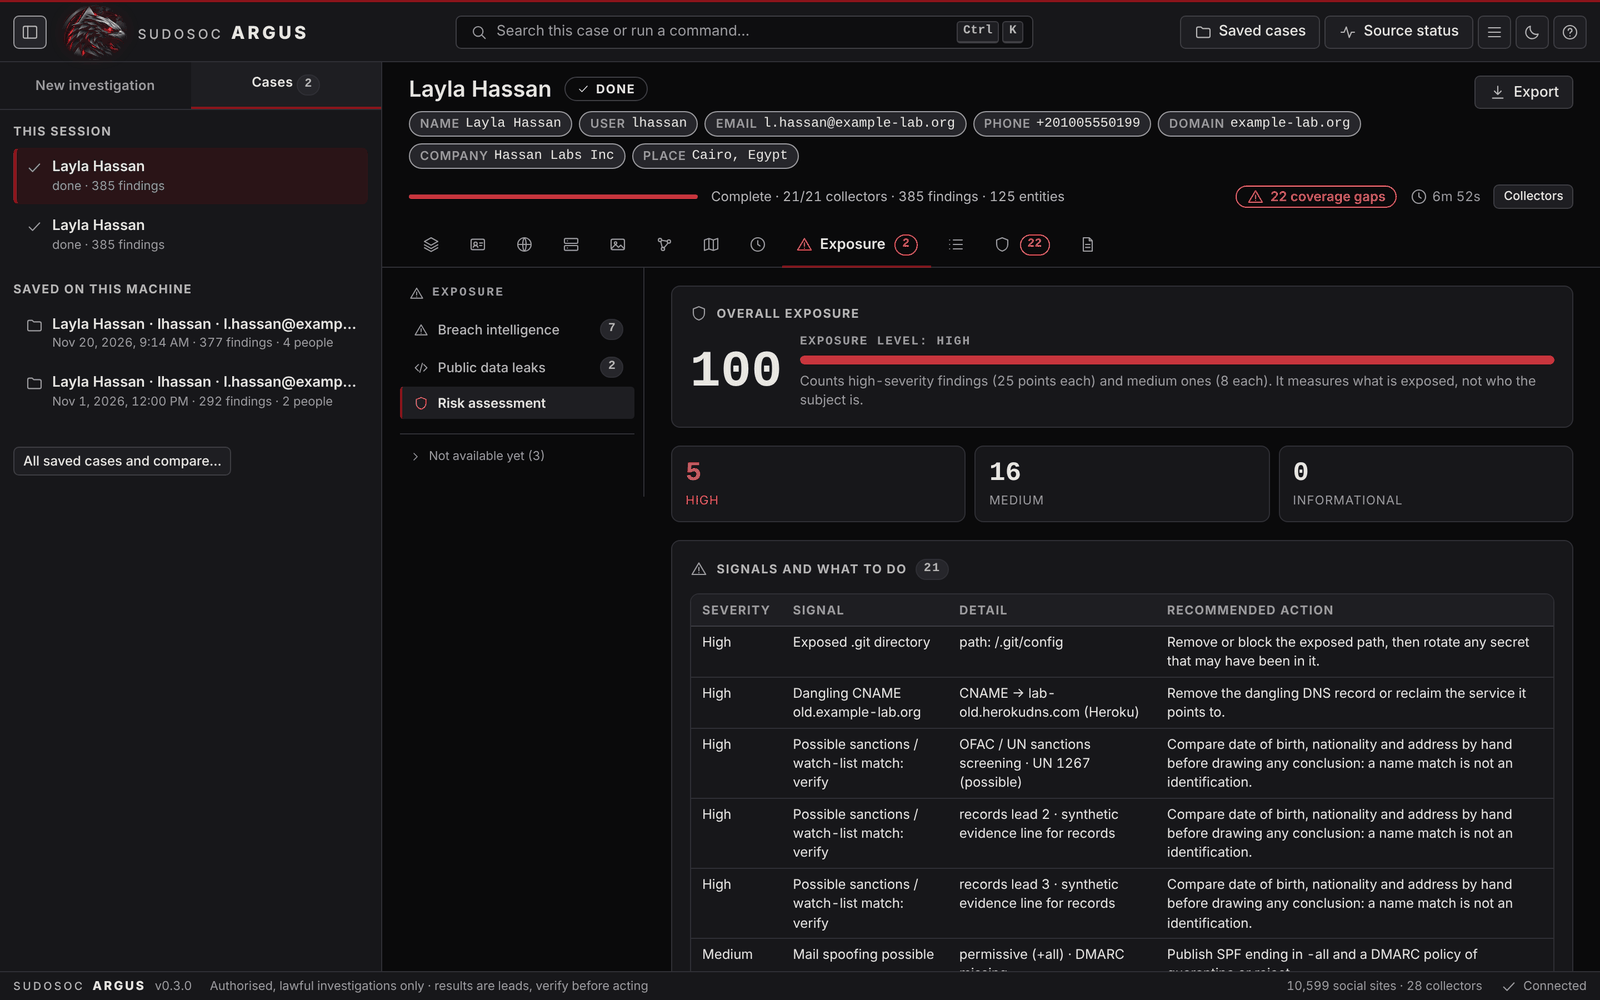 SUDOSOC ARGUS
Search this case or run a command...
Ctrl K
Saved cases
Source status
New investigation
Cases 2
THIS SESSION
Layla Hassan
done · 385 findings
Layla Hassan
done · 385 findings
SAVED ON THIS MACHINE
Layla Hassan · lhassan · l.hassan@examp...
Nov 20, 2026, 9:14 AM · 377 findings · 4 people
Layla Hassan · lhassan · l.hassan@examp...
Nov 1, 2026, 12:00 PM · 292 findings · 2 people
All saved cases and compare...
Layla Hassan
DONE
Export
NAME Layla Hassan
USER lhassan
EMAIL l.hassan@example-lab.org
PHONE +201005550199
DOMAIN example-lab.org
COMPANY Hassan Labs Inc
PLACE Cairo, Egypt
Complete · 21/21 collectors · 385 findings · 125 entities
22 coverage gaps
6m 52s
Collectors
Exposure 2
22
EXPOSURE
Breach intelligence 7
Public data leaks 2
Risk assessment
Not available yet (3)
OVERALL EXPOSURE
100
EXPOSURE LEVEL: HIGH
Counts high-severity findings (25 points each) and medium ones (8 each). It measures what is exposed, not who the
subject is.
5
HIGH
16
MEDIUM
0
INFORMATIONAL
SIGNALS AND WHAT TO DO 21
SEVERITY SIGNAL DETAIL RECOMMENDED ACTION
High Exposed .git directory path: /.git/config Remove or block the exposed path, then rotate any secret
that may have been in it.
High Dangling CNAME CNAME → lab- Remove the dangling DNS record or reclaim the service it
old.example-lab.org old.herokudns.com (Heroku) points to.
High Possible sanctions / OFAC / UN sanctions Compare date of birth, nationality and address by hand
watch-list match: screening · UN 1267 before drawing any conclusion: a name match is not an
verify (possible) identification.
High Possible sanctions / records lead 2 · synthetic Compare date of birth, nationality and address by hand
watch-list match: evidence line for records before drawing any conclusion: a name match is not an
verify identification.
High Possible sanctions / records lead 3 · synthetic Compare date of birth, nationality and address by hand
watch-list match: evidence line for records before drawing any conclusion: a name match is not an
verify identification.
Medium Mail spoofing possible permissive (+all) · DMARC Publish SPF ending in -all and a DMARC policy of
SUDOSOC ARGUS v0.3.0 Authorised, lawful investigations only · results are leads, verify before acting
10,599 social sites · 28 collectors
Connected